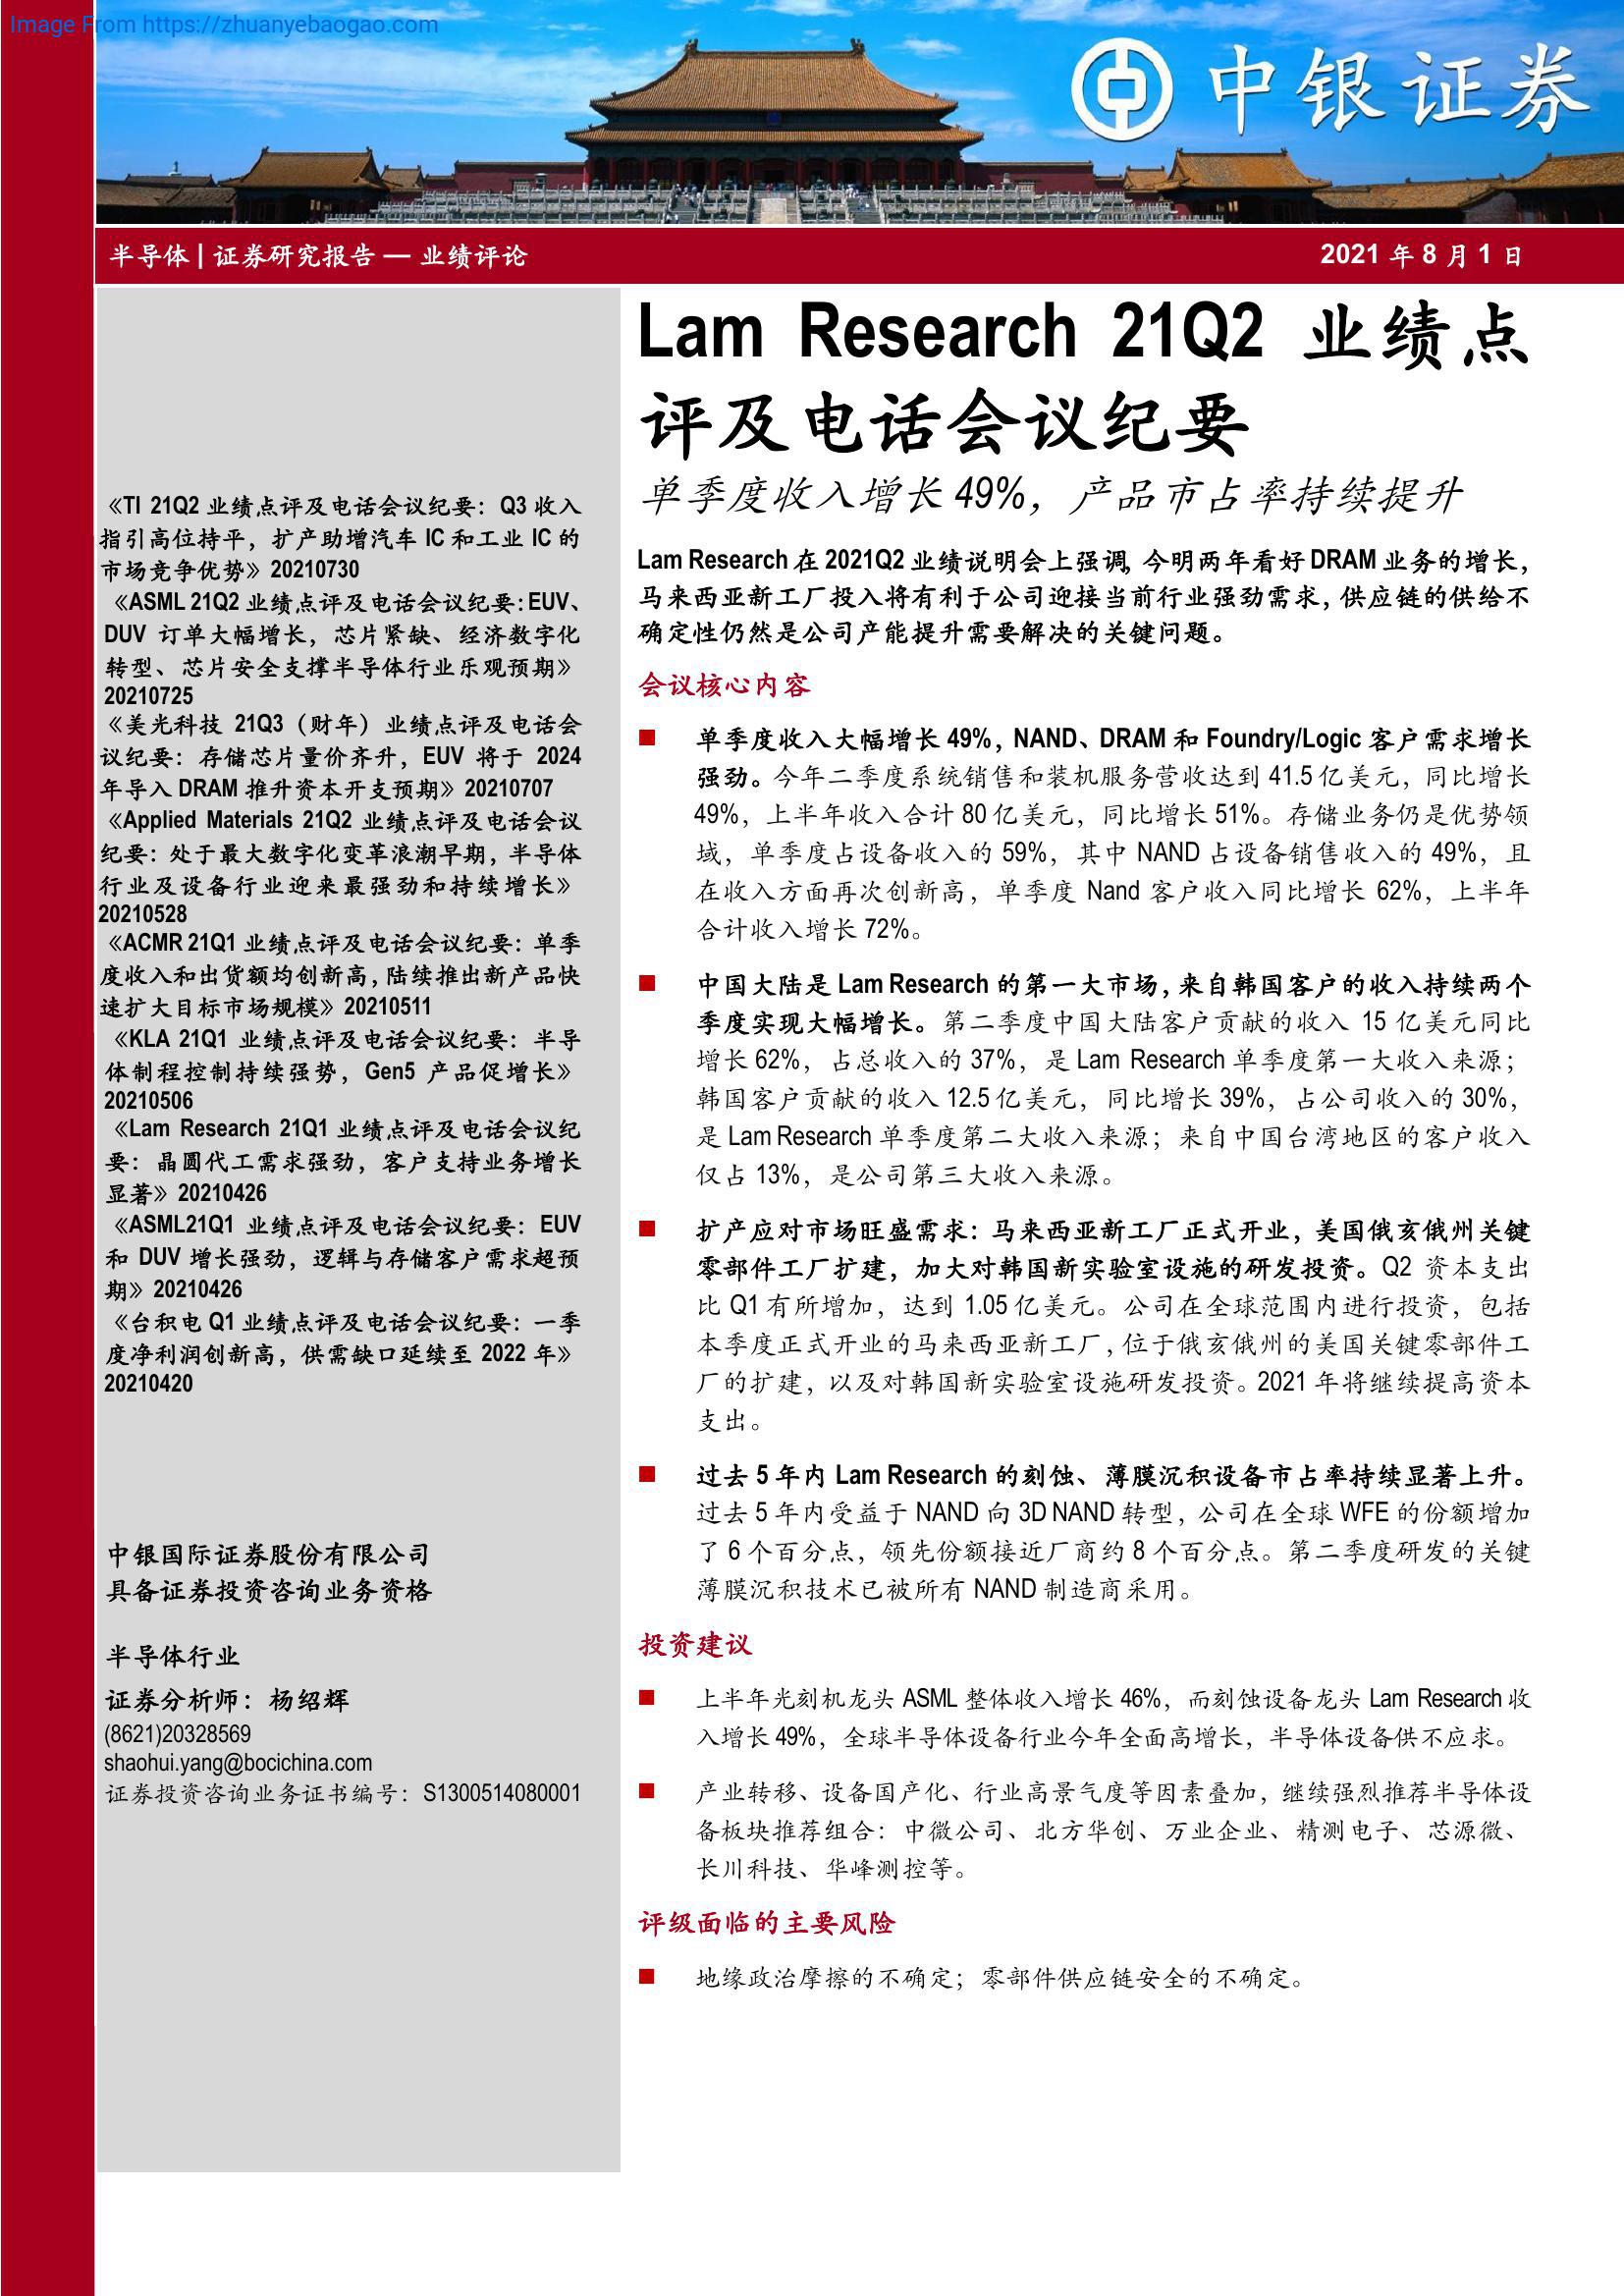 Image From https://zhuanyebaogao.com
中银证券
半导体 | 证券研究报告 — 业绩评论
2021 年 8 月 1 日
《TI 21Q2 业绩点评及电话会议纪要：Q3 收入
指引高位持平，扩产助增汽车 IC 和工业 IC 的
市场竞争优势》20210730
《ASML 21Q2 业绩点评及电话会议纪要：EUV、
DUV 订单大幅增长，芯片紧缺、经济数字化
转型、芯片安全支撑半导体行业乐观预期》
20210725
《美光科技 21Q3（财年）业绩点评及电话会
议纪要：存储芯片量价齐升，EUV 将于 2024
年导入 DRAM 推升资本开支预期》20210707
《Applied Materials 21Q2 业绩点评及电话会议
纪要：处于最大数字化变革浪潮早期，半导体
行业及设备行业迎来最强劲和持续增长》
20210528
《ACMR 21Q1 业绩点评及电话会议纪要：单季
度收入和出货额均创新高，陆续推出新产品快
速扩大目标市场规模》20210511
《KLA 21Q1 业绩点评及电话会议纪要：半导
体制程控制持续强势，Gen5 产品促增长》
20210506
《Lam Research 21Q1 业绩点评及电话会议纪
要：晶圆代工需求强劲，客户支持业务增长
显著》20210426
《ASML21Q1 业绩点评及电话会议纪要：EUV
和 DUV 增长强劲，逻辑与存储客户需求超预
期》20210426
《台积电 Q1 业绩点评及电话会议纪要：一季
度净利润创新高，供需缺口延续至 2022 年》
20210420
中银国际证券股份有限公司
具备证券投资咨询业务资格
半导体行业
证券分析师：杨绍辉
(8621)20328569
shaohui.yang@bocichina.com
证券投资咨询业务证书编号：S1300514080001
Lam Research 21Q2 业绩点
评及电话会议纪要
单季度收入增长 49%，产品市占率持续提升
Lam Research 在 2021Q2 业绩说明会上强调，今明两年看好 DRAM 业务的增长，
马来西亚新工厂投入将有利于公司迎接当前行业强劲需求，供应链的供给不
确定性仍然是公司产能提升需要解决的关键问题。
会议核心内容
■ 单季度收入大幅增长 49%，NAND、DRAM 和 Foundry/Logic 客户需求增长
强劲。今年二季度系统销售和装机服务营收达到 41.5 亿美元，同比增长
49%，上半年收入合计 80 亿美元，同比增长 51%。存储业务仍是优势领
域，单季度占设备收入的 59%，其中 NAND 占设备销售收入的 49%，且
在收入方面再次创新高，单季度 Nand 客户收入同比增长 62%，上半年
合计收入增长 72%。
■ 中国大陆是 Lam Research 的第一大市场，来自韩国客户的收入持续两个
季度实现大幅增长。第二季度中国大陆客户贡献的收入 15 亿美元同比
增长 62%，占总收入的 37%，是 Lam Research 单季度第一大收入来源；
韩国客户贡献的收入 12.5 亿美元，同比增长 39%，占公司收入的 30%，
是 Lam Research 单季度第二大收入来源；来自中国台湾地区的客户收入
仅占 13%，是公司第三大收入来源。
■ 扩产应对市场旺盛需求：马来西亚新工厂正式开业，美国俄亥俄州关键
零部件工厂扩建，加大对韩国新实验室设施的研发投资。Q2 资本支出
比 Q1 有所增加，达到 1.05 亿美元。公司在全球范围内进行投资，包括
本季度正式开业的马来西亚新工厂，位于俄亥俄州的美国关键零部件工
厂的扩建，以及对韩国新实验室设施研发投资。2021 年将继续提高资本
支出。
■ 过去 5 年内 Lam Research 的刻蚀、薄膜沉积设备市占率持续显著上升。
过去 5 年内受益于 NAND 向 3D NAND 转型，公司在全球 WFE 的份额增加
了 6 个百分点，领先份额接近厂商约 8 个百分点。第二季度研发的关键
薄膜沉积技术已被所有 NAND 制造商采用。
投资建议
■ 上半年光刻机龙头 ASML 整体收入增长 46%，而刻蚀设备龙头 Lam Research 收
入增长 49%，全球半导体设备行业今年全面高增长，半导体设备供不应求。
■ 产业转移、设备国产化、行业高景气度等因素叠加，继续强烈推荐半导体设
备板块推荐组合：中微公司、北方华创、万业企业、精测电子、芯源微、
长川科技、华峰测控等。
评级面临的主要风险
■ 地缘政治摩擦的不确定；零部件供应链安全的不确定。